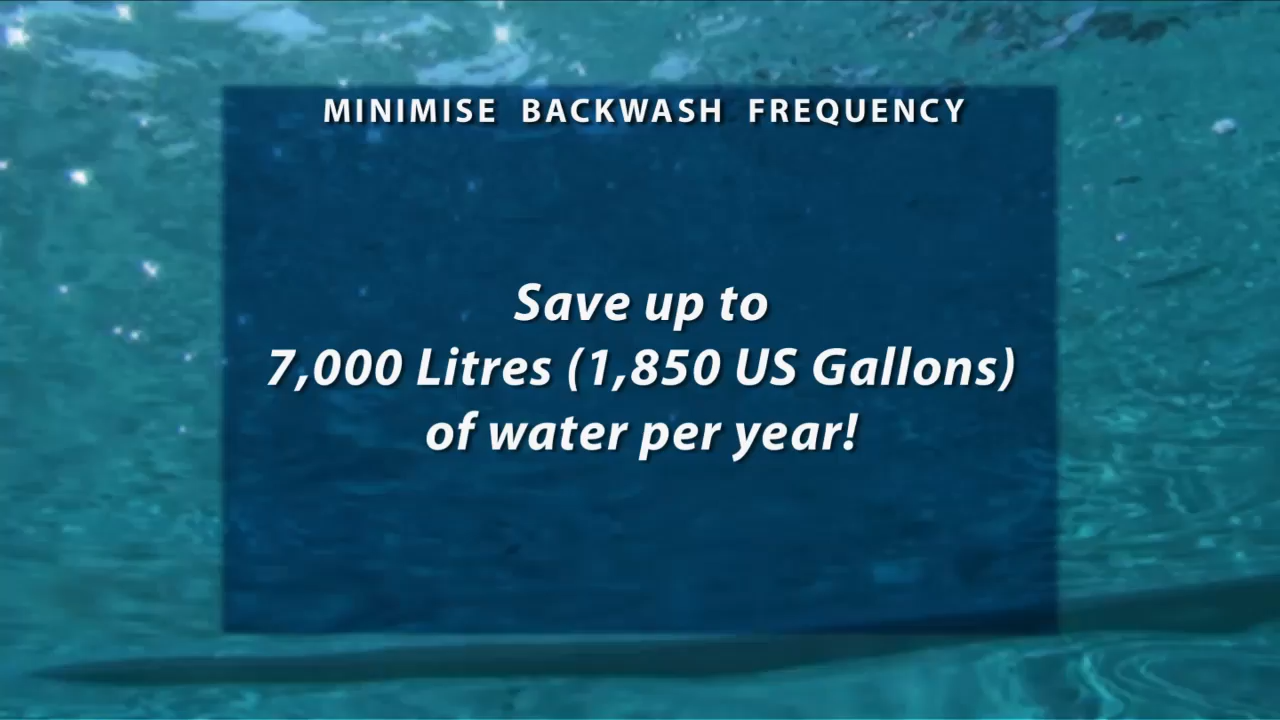 MINIMISE BACKWASH FREQUENCY
Save up to
7,000 Litres (1,850 US Gallons)
of water per year!